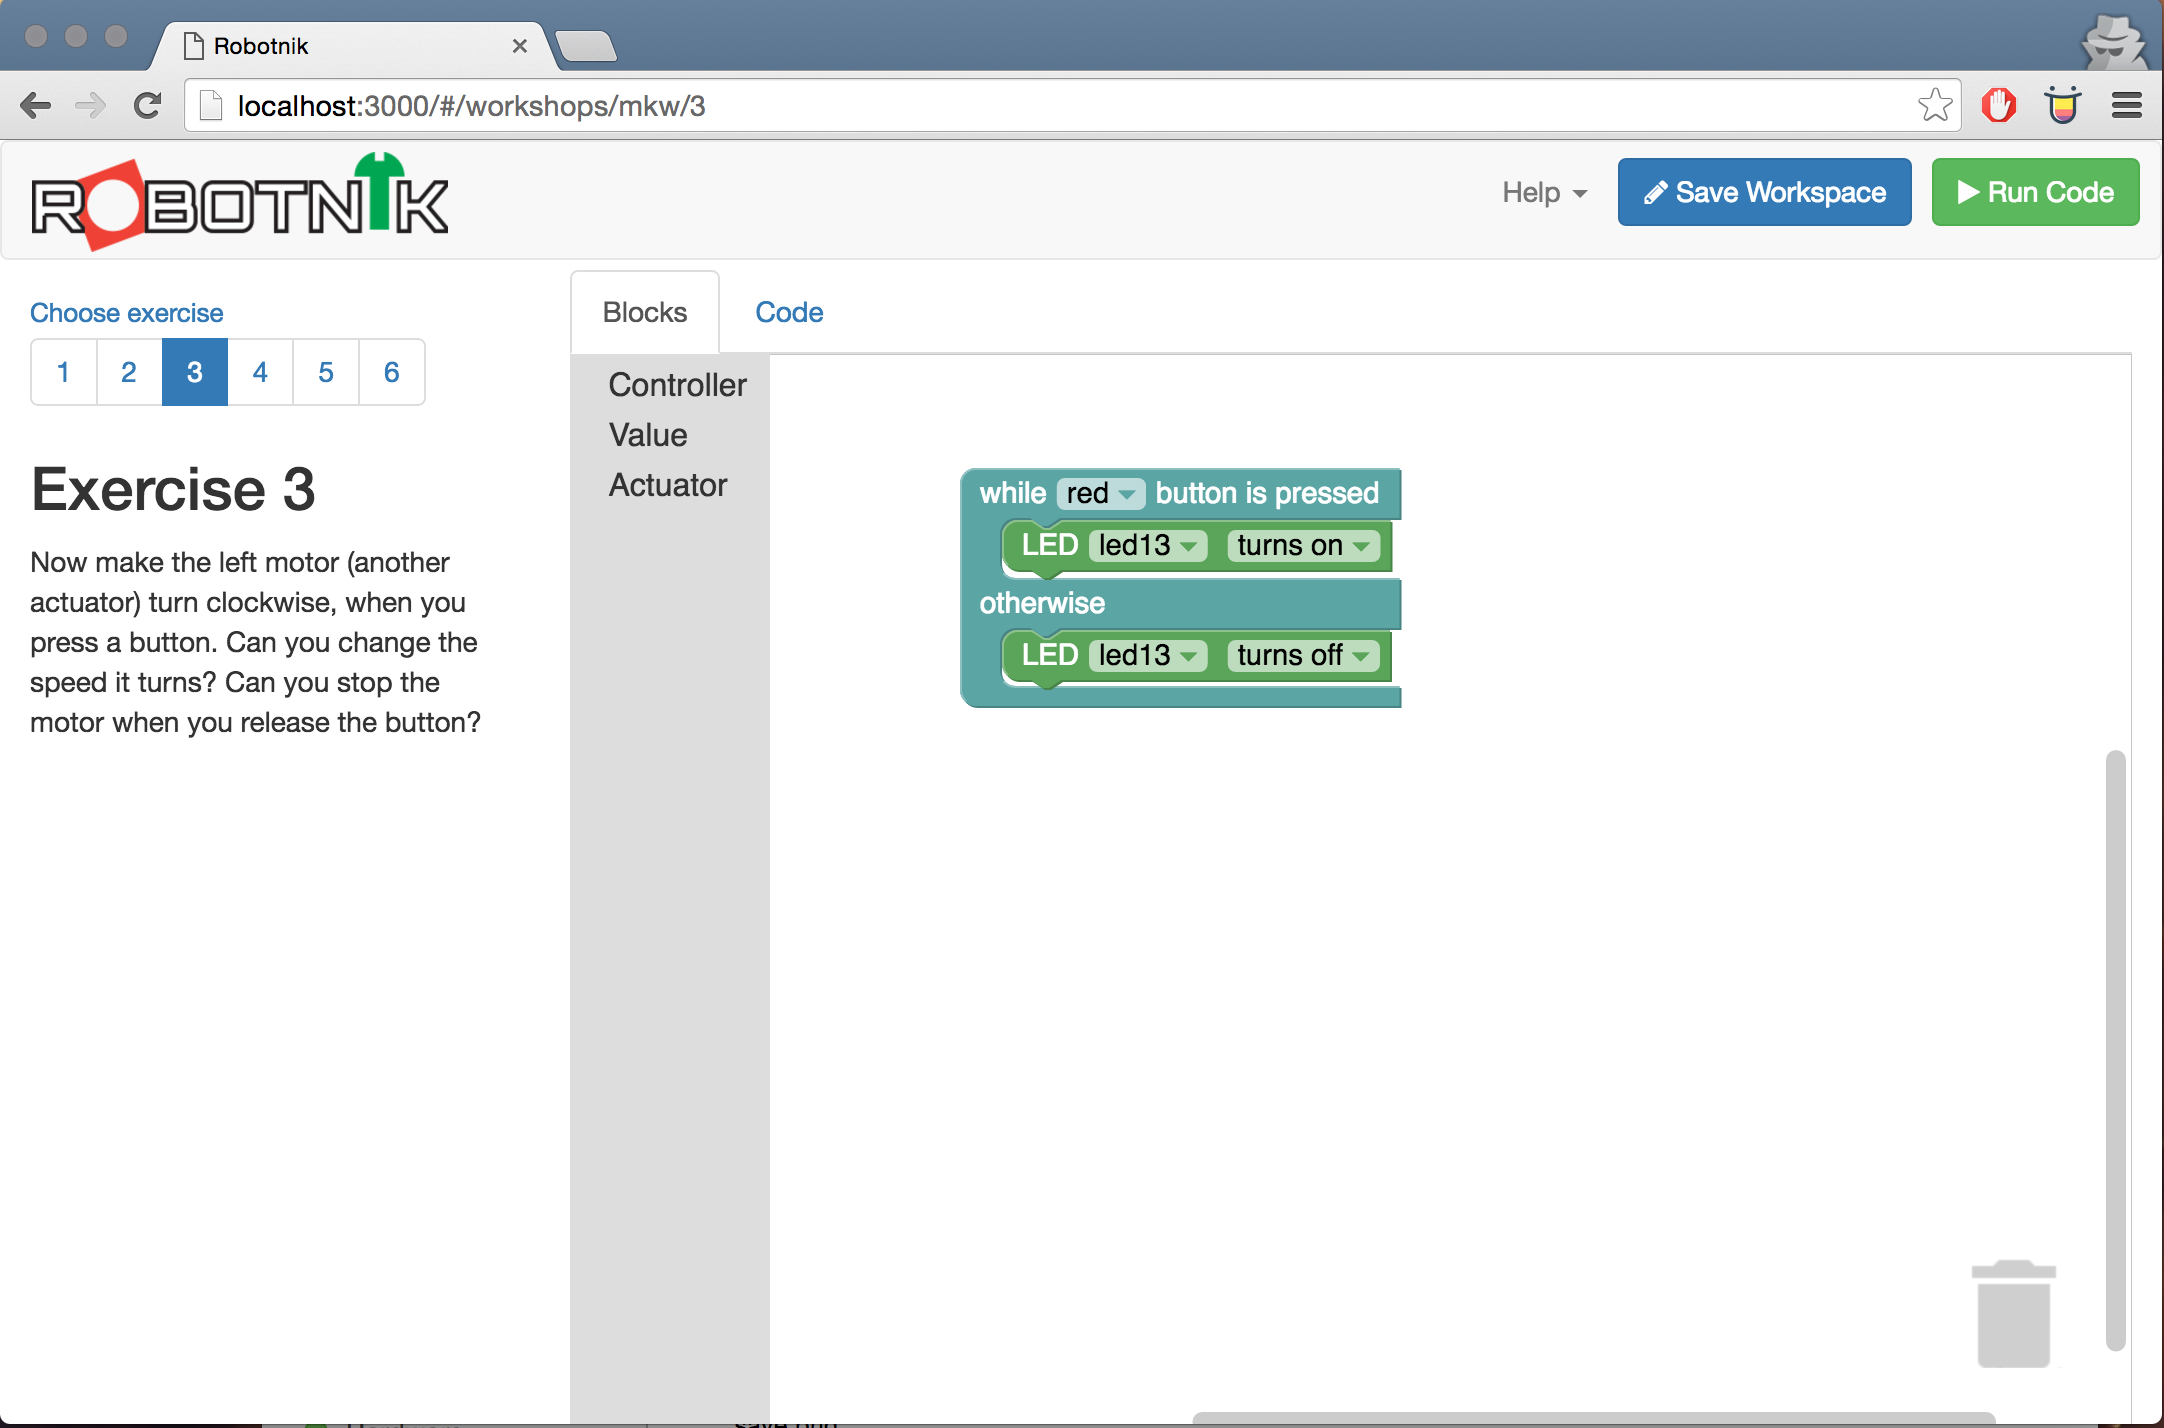 Robotnik
localhost:3000/#/workshops/mkw/3
ROBOTNIK
Help
Save Workspace
Run Code
Choose exercise
1 2 3 4 5 6
Exercise 3
Now make the left motor (another
actuator) turn clockwise, when you
press a button. Can you change the
speed it turns? Can you stop the
motor when you release the button?
Blocks
Code
Controller
Value
Actuator
while red button is pressed
LED led13 turns on
otherwise
LED led13 turns off